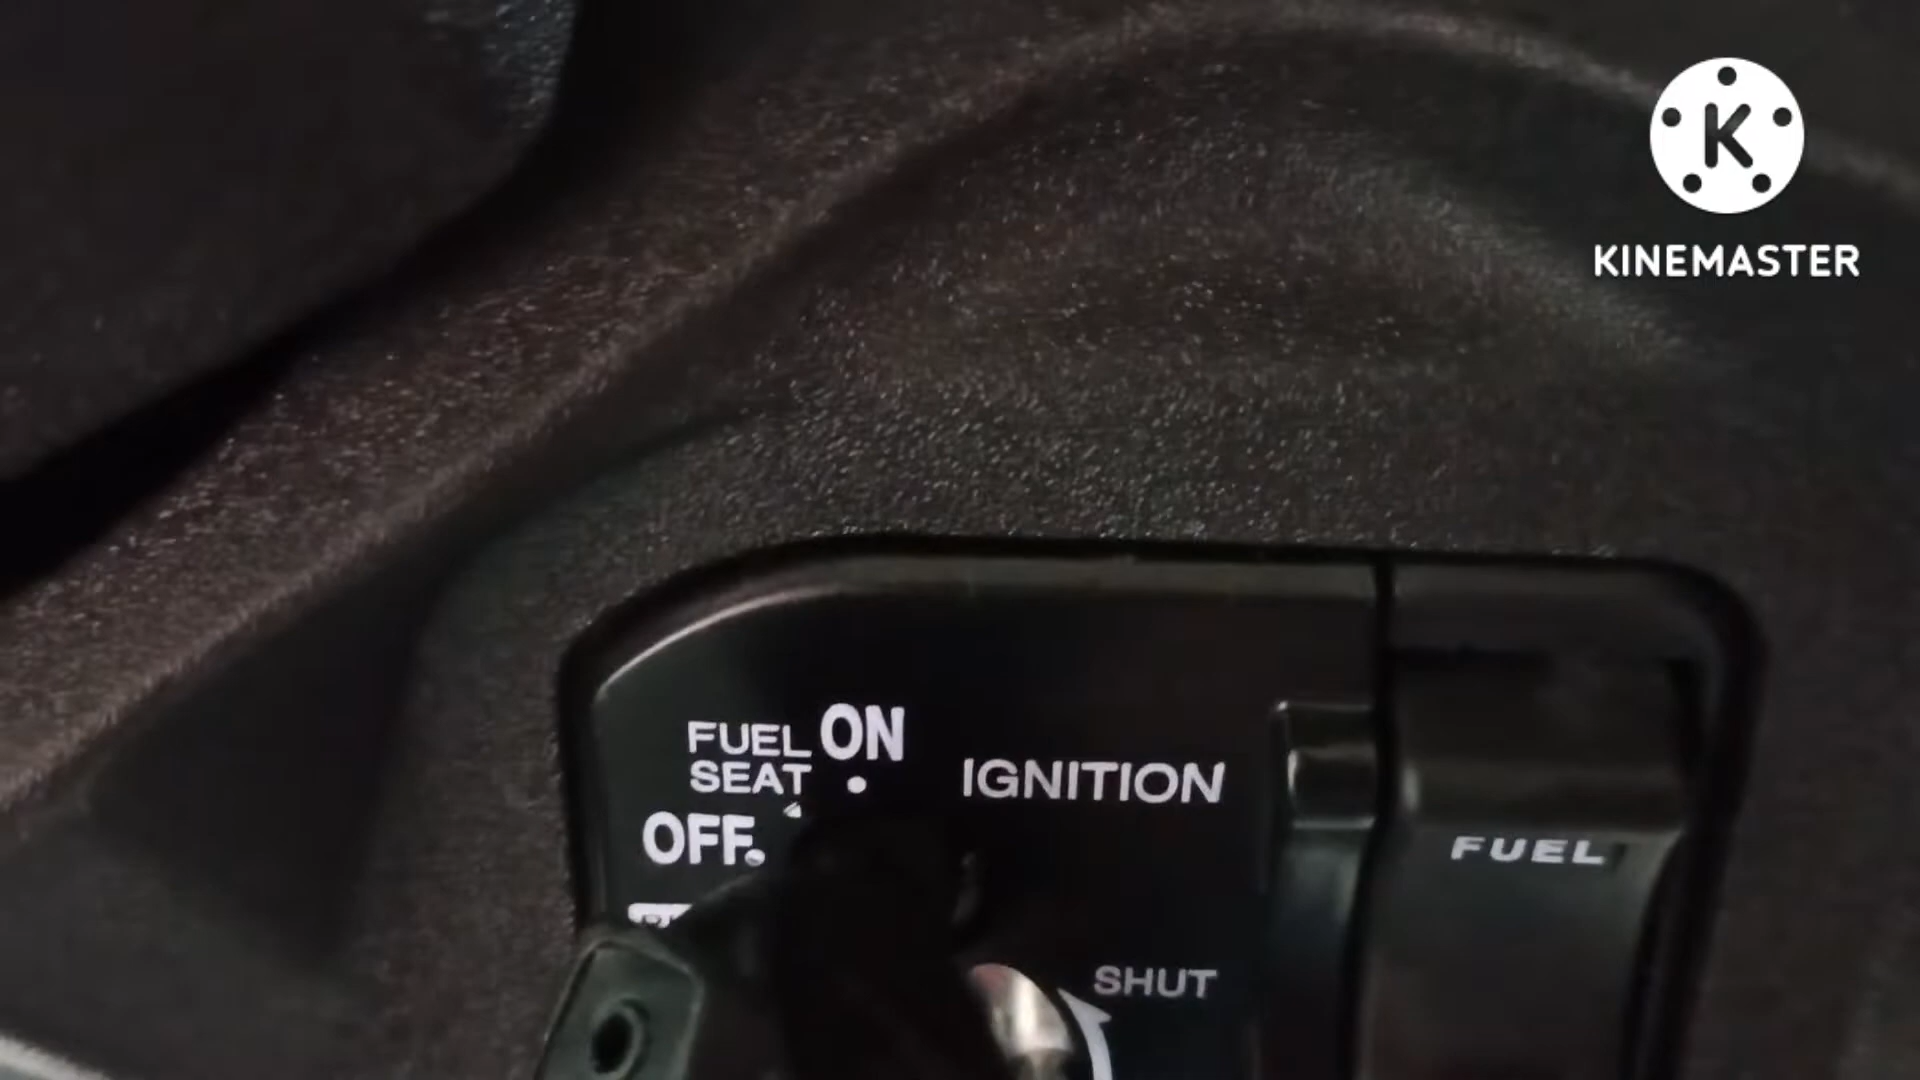 K
KINEMASTER
FUEL
SEAT
ON
OFF
IGNITION
FUEL
SHUT